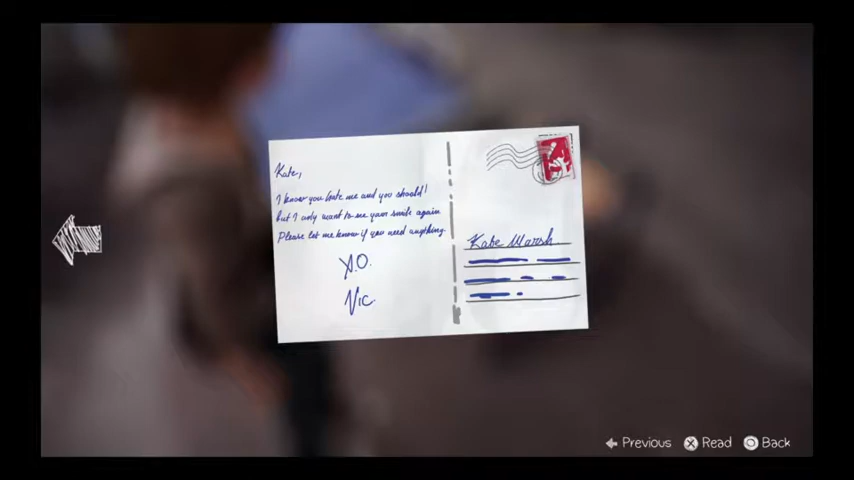 Kate,
I know you hate me and you should!
But I only want to see your smile again.
Please let me know if you need anything.
X.O.
Vic
Kate Marsh
Previous
Read
Back